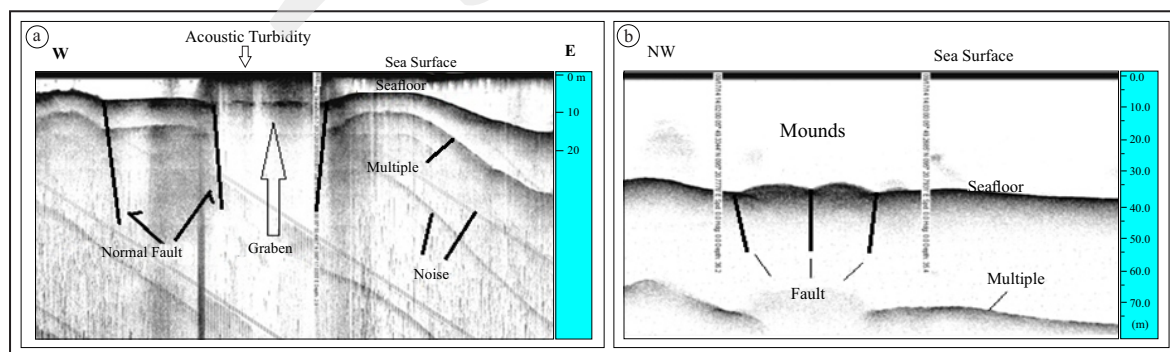 a
W
Acoustic Turbidity
E
Sea Surface
Seafloor
0 m
10
20
Multiple
Normal Fault
Graben
Noise
b
NW
Sea Surface
0.0
10.0
20.0
30.0
40.0
50.0
60.0
70.0
(m)
Mounds
Seafloor
Fault
Multiple